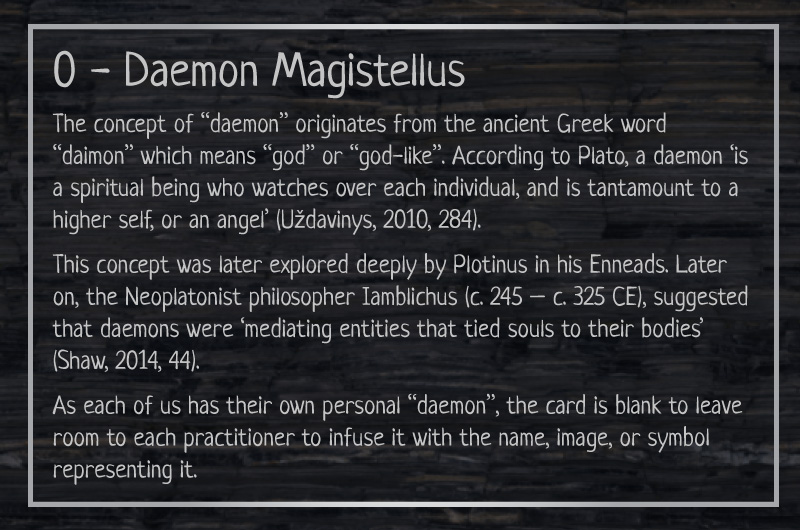 0 – Daemon Magistellus
The concept of “daemon” originates from the ancient Greek word
“daimon” which means “god” or “god-like”. According to Plato, a daemon ‘is
a spiritual being who watches over each individual, and is tantamount to a
higher self, or an angel’ (Uždavinys, 2010, 284).
This concept was later explored deeply by Plotinus in his Enneads. Later
on, the Neoplatonist philosopher Iamblichus (c. 245 – c. 325 CE), suggested
that daemons were ‘mediating entities that tied souls to their bodies’
(Shaw, 2014, 44).
As each of us has their own personal “daemon”, the card is blank to leave
room to each practitioner to infuse it with the name, image, or symbol
representing it.